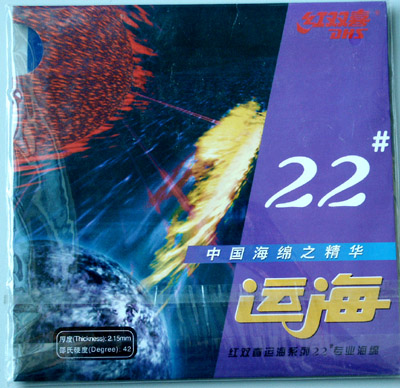 红双喜
DHS
22#
中国海绵之精华
运海
厚度(Thickness): 2.15mm
邵氏硬度(Degree): 42
红双喜运海系列22#专业海绵